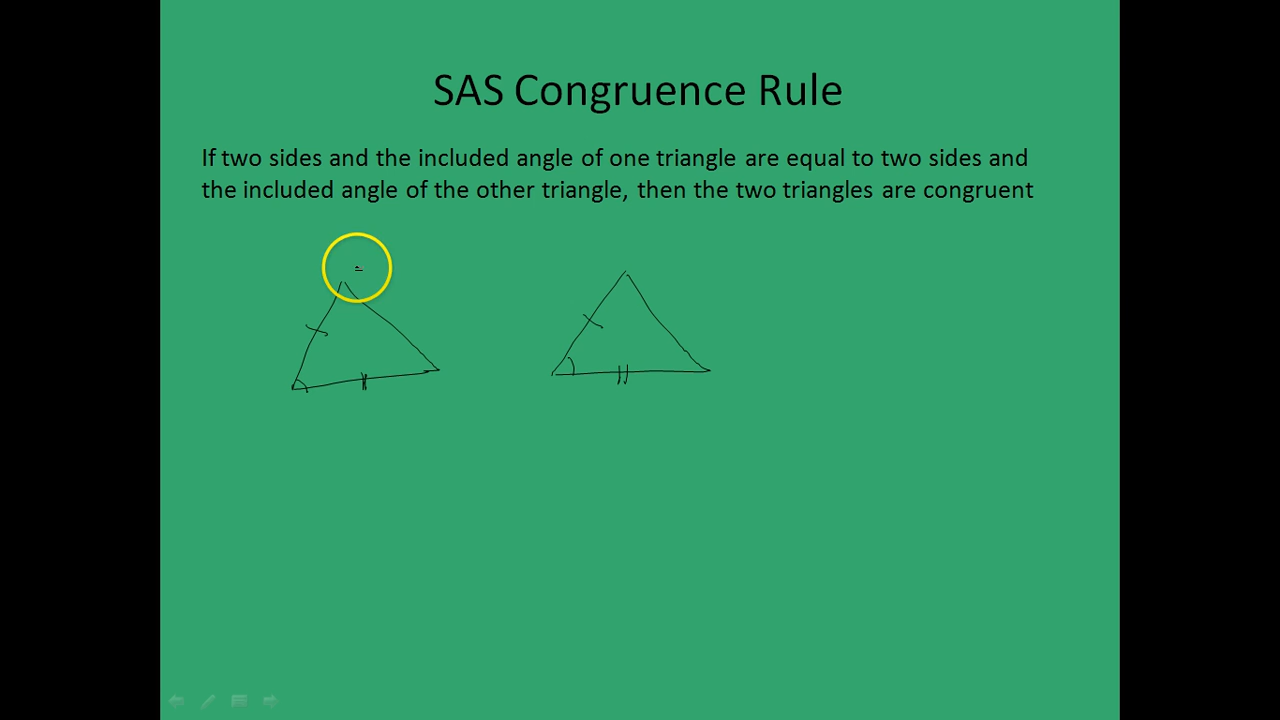 SAS Congruence Rule
If two sides and the included angle of one triangle are equal to two sides and
the included angle of the other triangle, then the two triangles are congruent